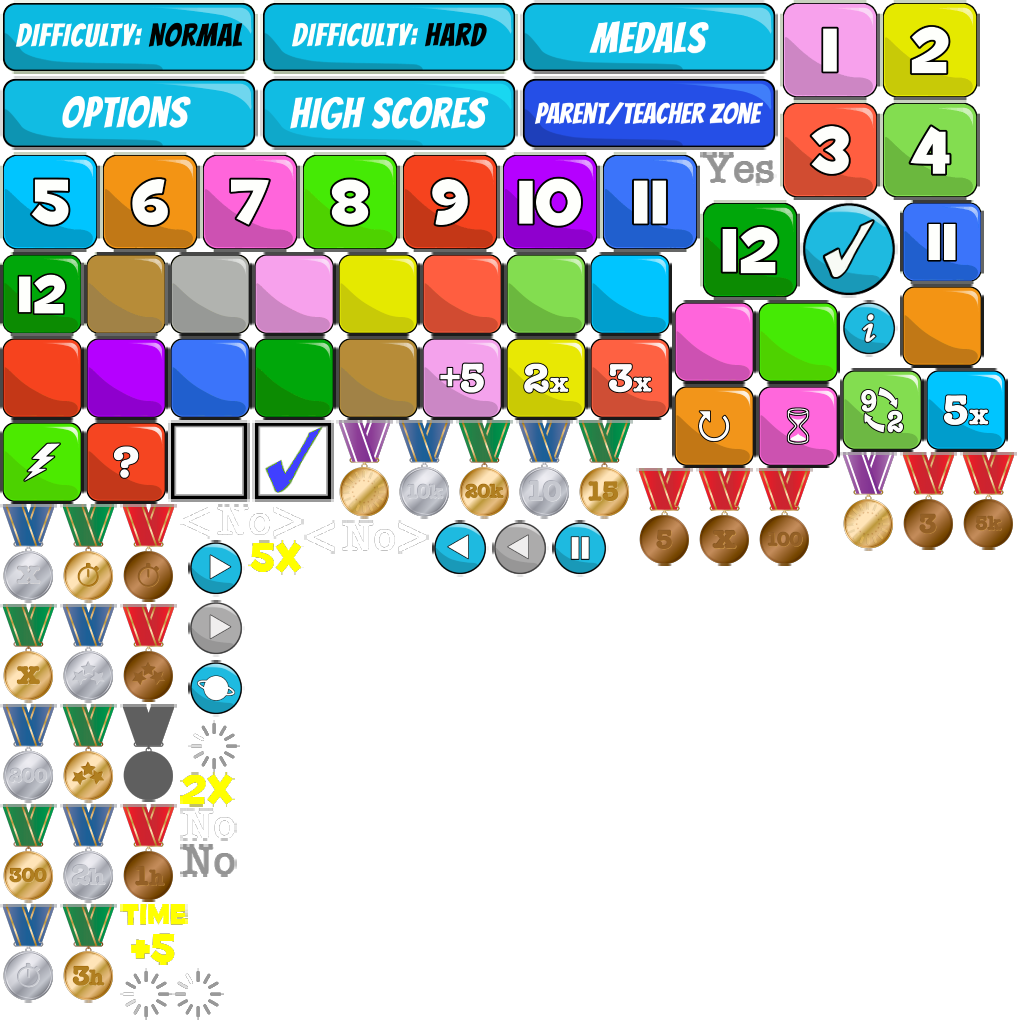 DIFFICULTY: NORMAL
DIFFICULTY: HARD
MEDALS
1
2
OPTIONS
HIGH SCORES
PARENT/TEACHER ZONE
3
4
Yes
5
6
7
8
9
10
11
12
11
12
i
+5
2x
3x
9
2
5x
?
10k
20k
10
15
5
X
100
3
5k
<No>
<No>
5X
X
X
200
2X
No
300
2h
1h
No
TIME
+5
3h